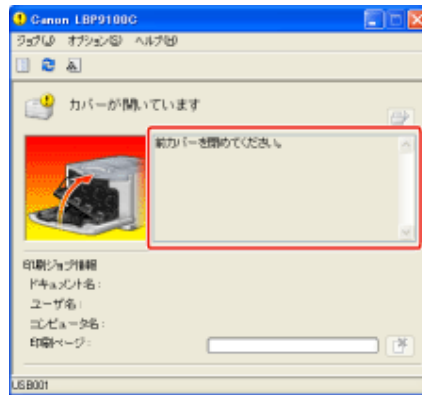 Canon LBP9100C
ジョブ(J) オプション(S) ヘルプ(H)
カバーが開いています
前カバーを閉めてください。
印刷ジョブ情報
ドキュメント名:
ユーザ名:
コンピュータ名:
印刷ページ:
USB001